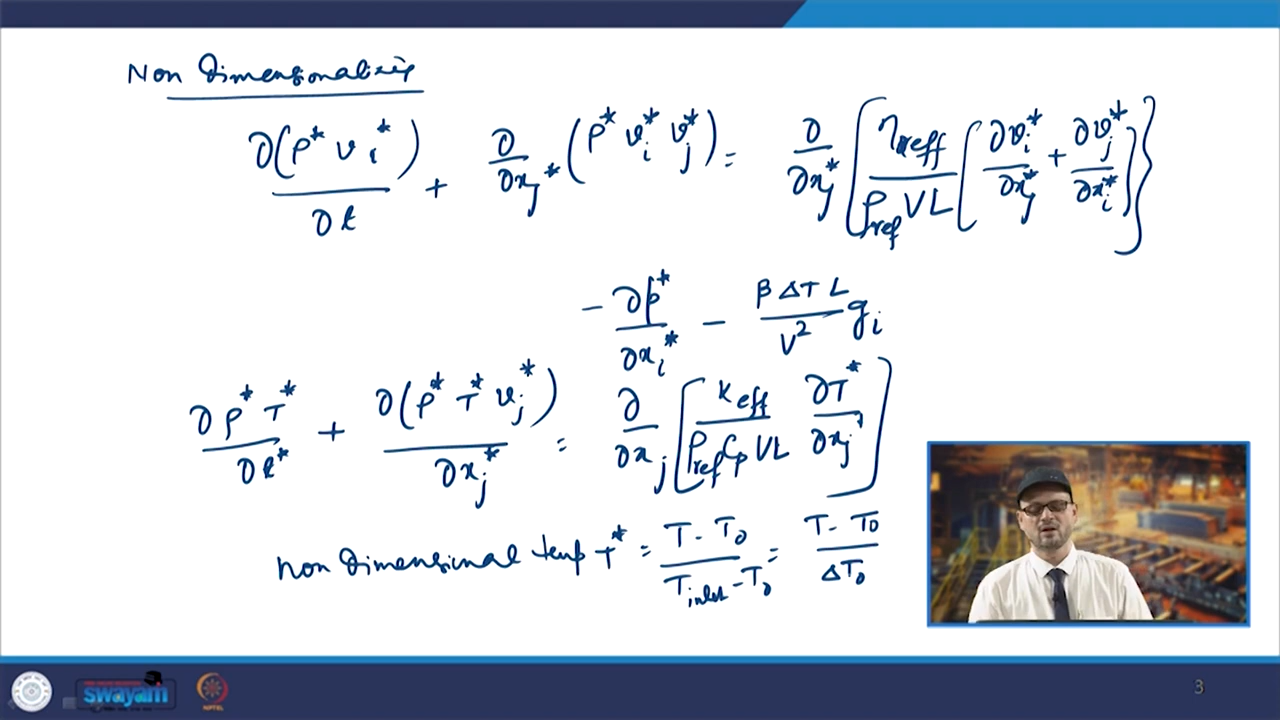 Non Dimensionalizing
∂(ρ* v_i*)/∂t + ∂/∂x_j* (ρ* v_i* v_j*) = ∂/∂x_j* { η_eff/(ρ_ref V L) [ ∂v_i*/∂x_j* + ∂v_j*/∂x_i* ] }
- ∂p*/∂x_i* - (β ΔT L / V²) g_i
∂ρ* T*/∂t* + ∂(ρ* T* v_j*)/∂x_j* = ∂/∂x_j [ K_eff/(ρ_ref C_p V L) ∂T*/∂x_j* ]
Non Dimensional temp T* = (T - T_0)/(T_inlet - T_0) = (T - T_0)/ΔT_0
swayam
NPTEL
3